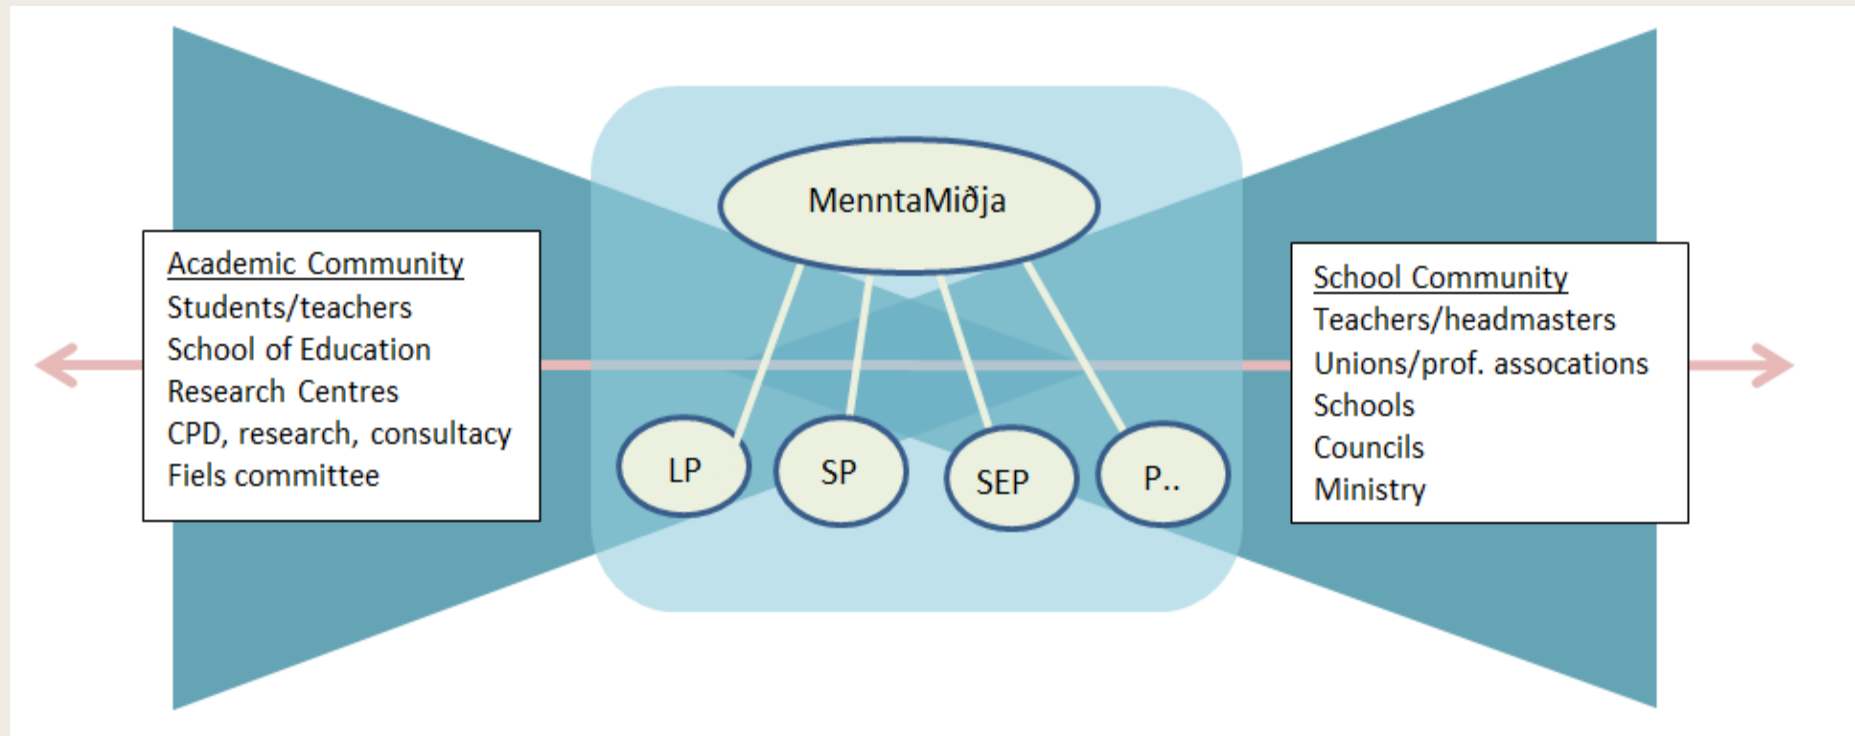 MenntaMiðja
Academic Community
Students/teachers
School of Education
Research Centres
CPD, research, consultacy
Fiels committee
LP
SP
SEP
P..
School Community
Teachers/headmasters
Unions/prof. assocations
Schools
Councils
Ministry